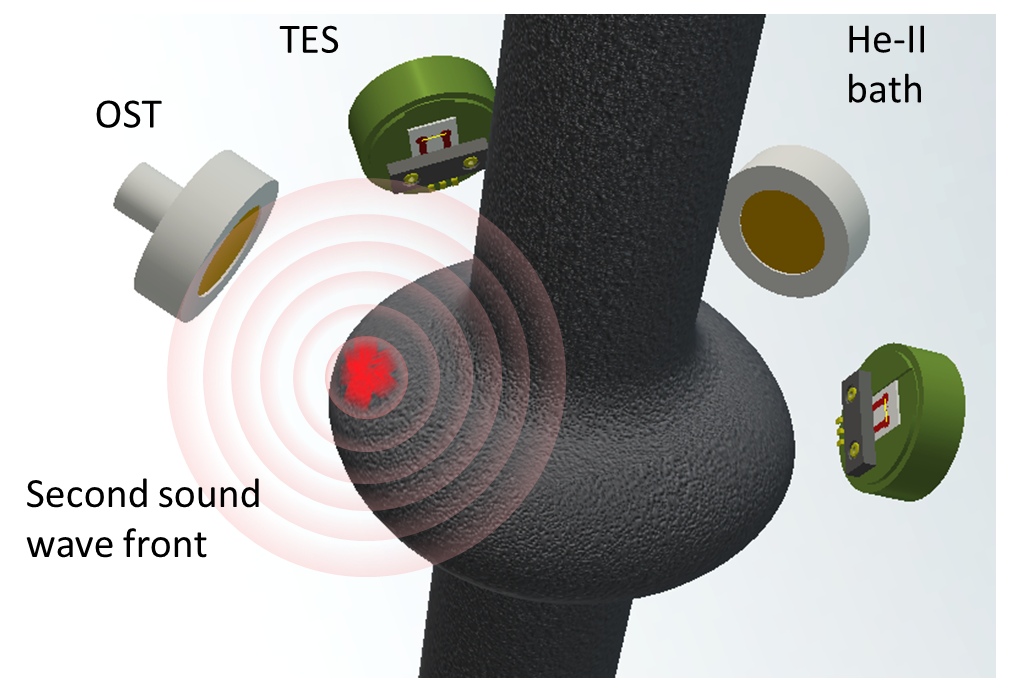 TES
He-II
bath
OST
Second sound
wave front